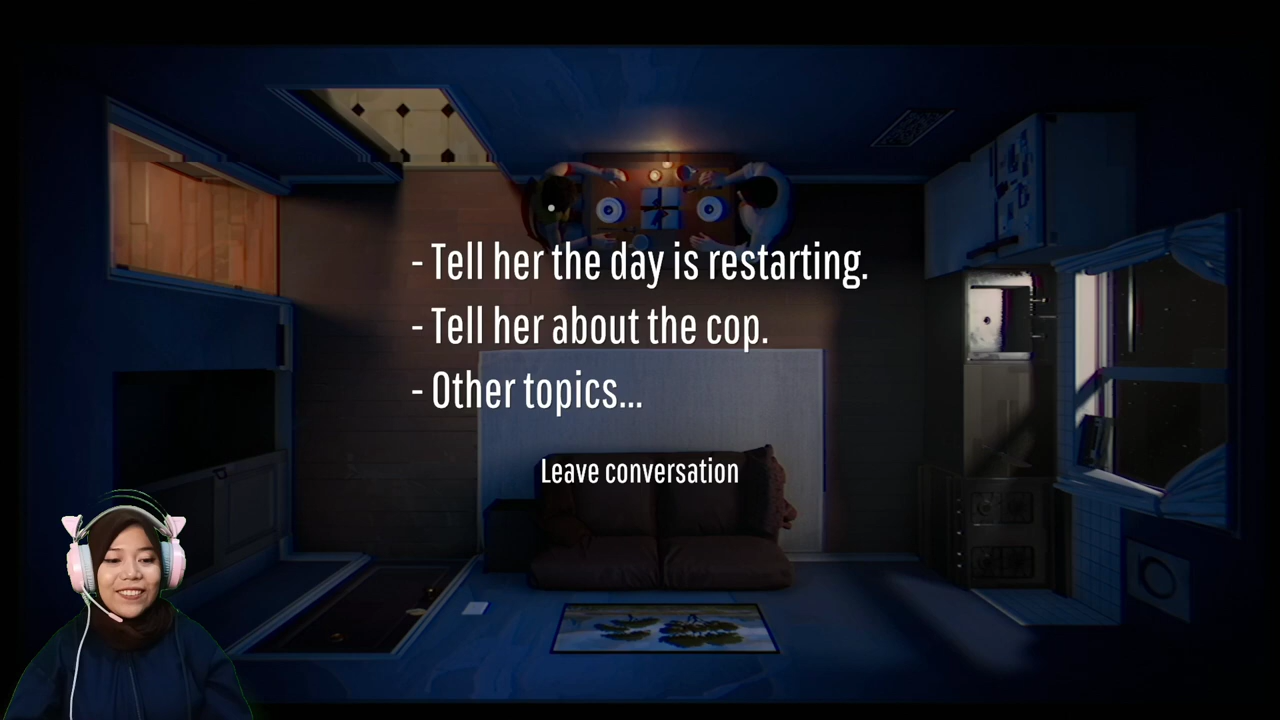 - Tell her the day is restarting.
- Tell her about the cop.
- Other topics...
Leave conversation